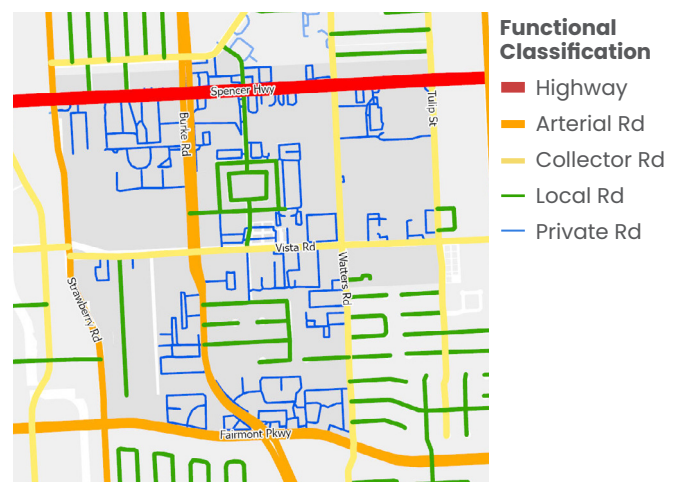 Functional
Classification
Highway
Arterial Rd
Collector Rd
Local Rd
Private Rd
Spencer Hwy
Burke Rd
Tulip St
Vista Rd
Watters Rd
Strawberry Rd
Fairmont Pkwy